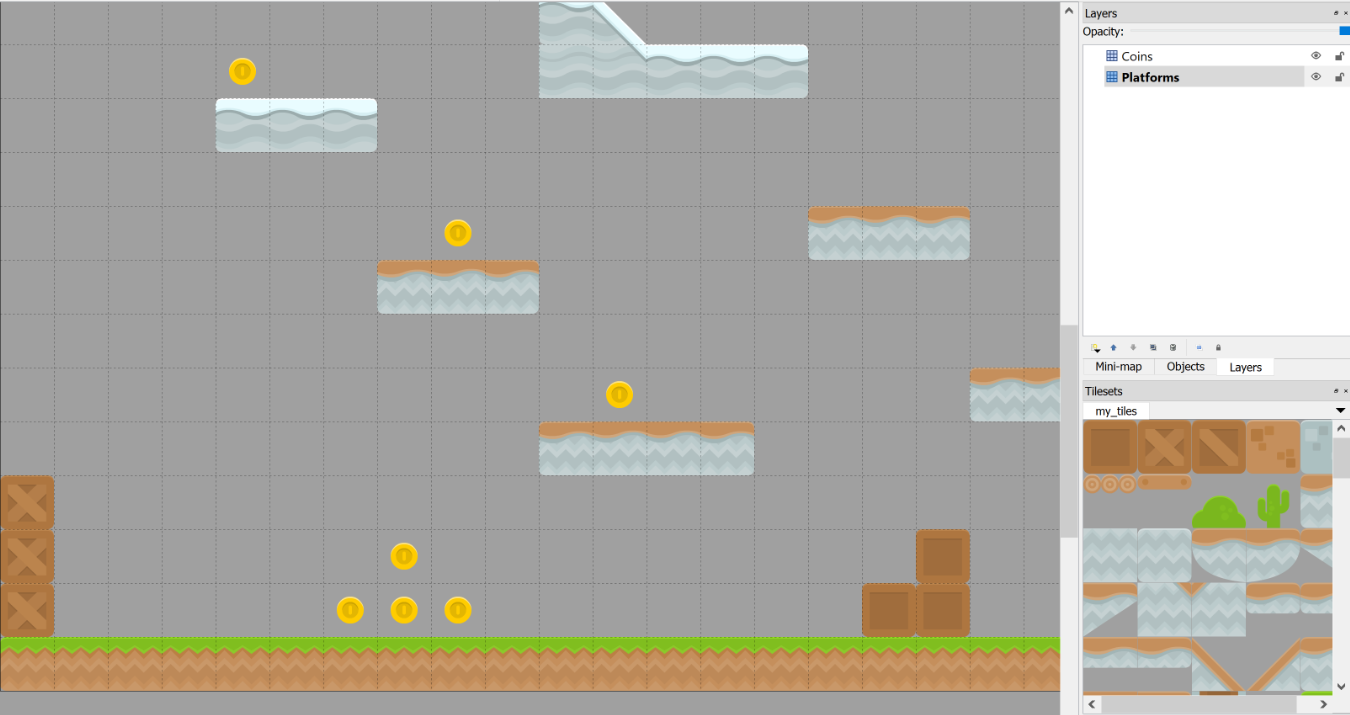 Layers
Opacity:
Coins
Platforms
Mini-map
Objects
Layers
Tilesets
my_tiles